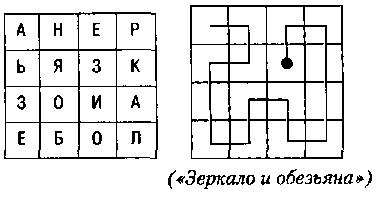 А Н Е Р
Ь Я З К
З О И А
Е Б О Л
(«Зеркало и обезьяна»)